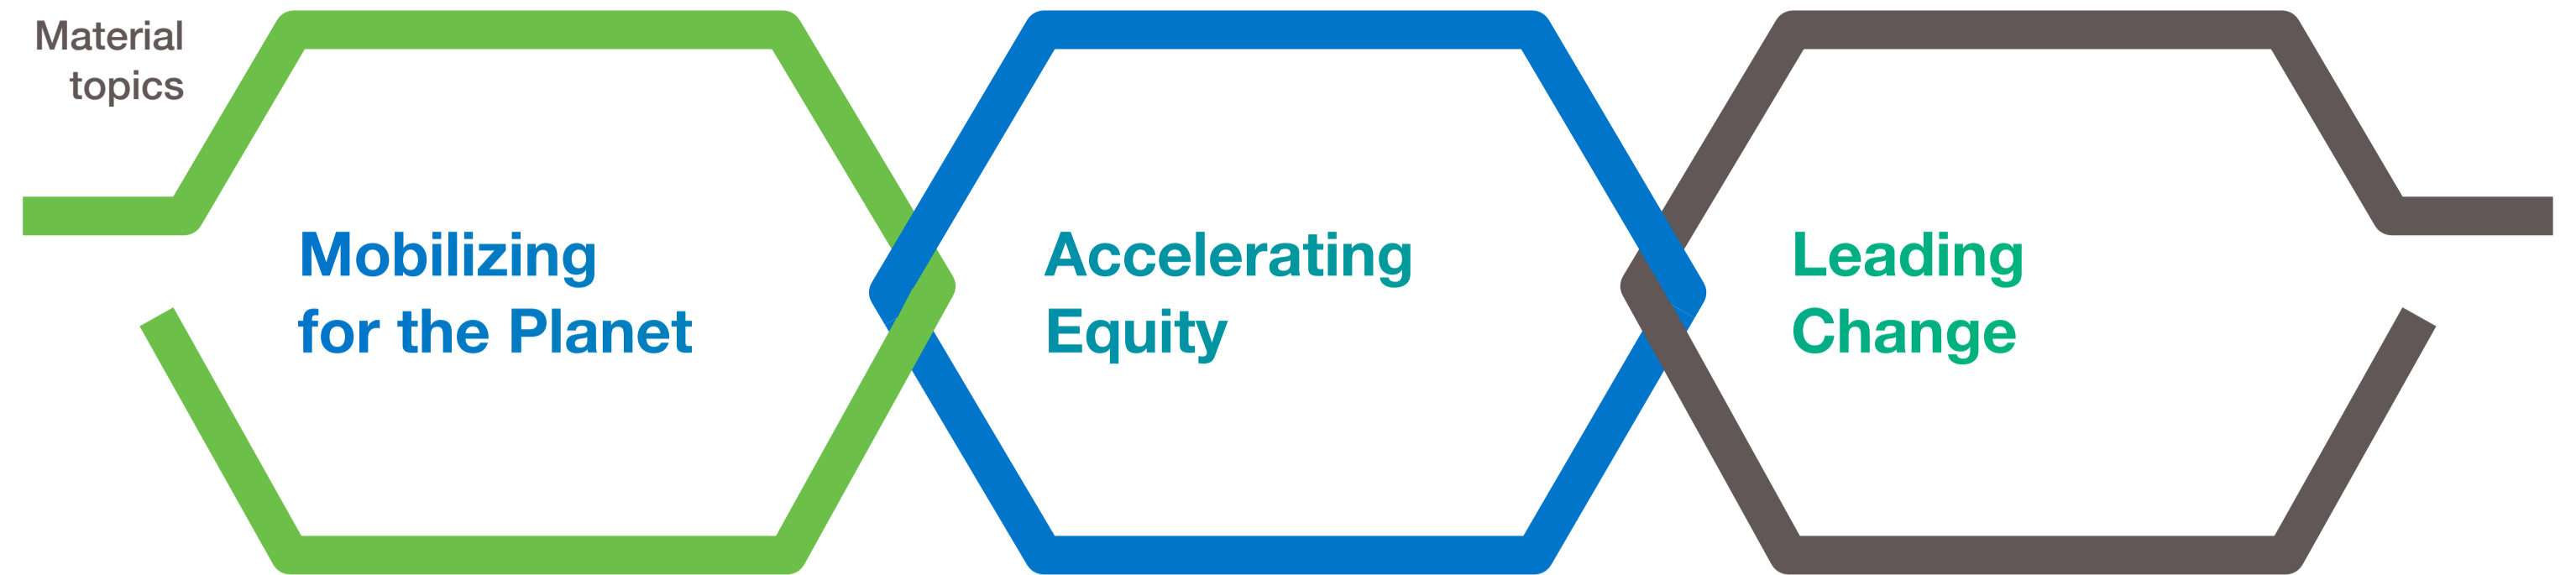 Material
topics
Mobilizing
for the Planet
Accelerating
Equity
Leading
Change